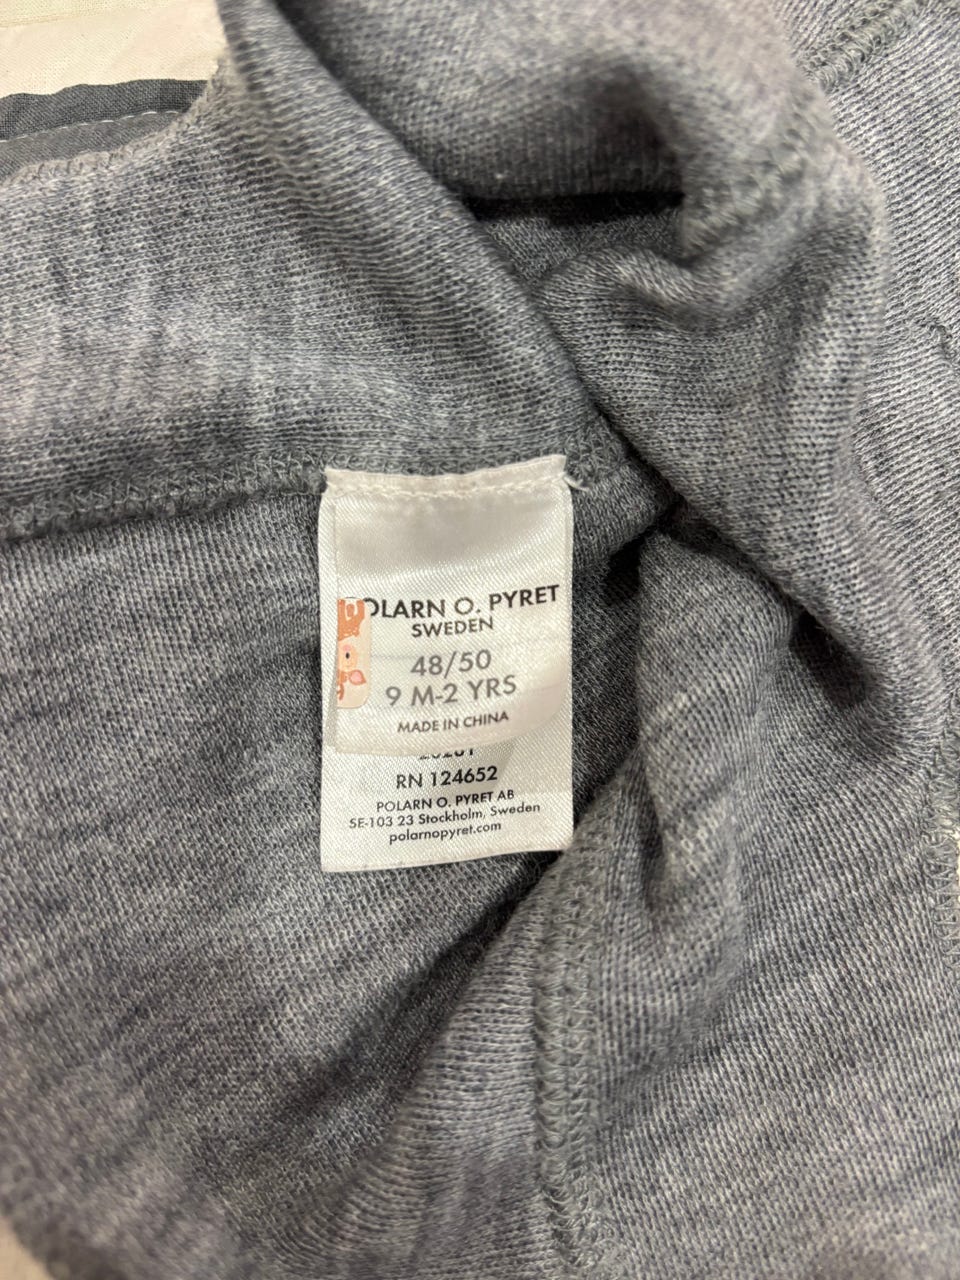 POLARN O. PYRET
SWEDEN
48/50
9 M-2 YRS
MADE IN CHINA
RN 124652
POLARN O. PYRET AB
SE-103 23 Stockholm, Sweden
polarnopyret.com